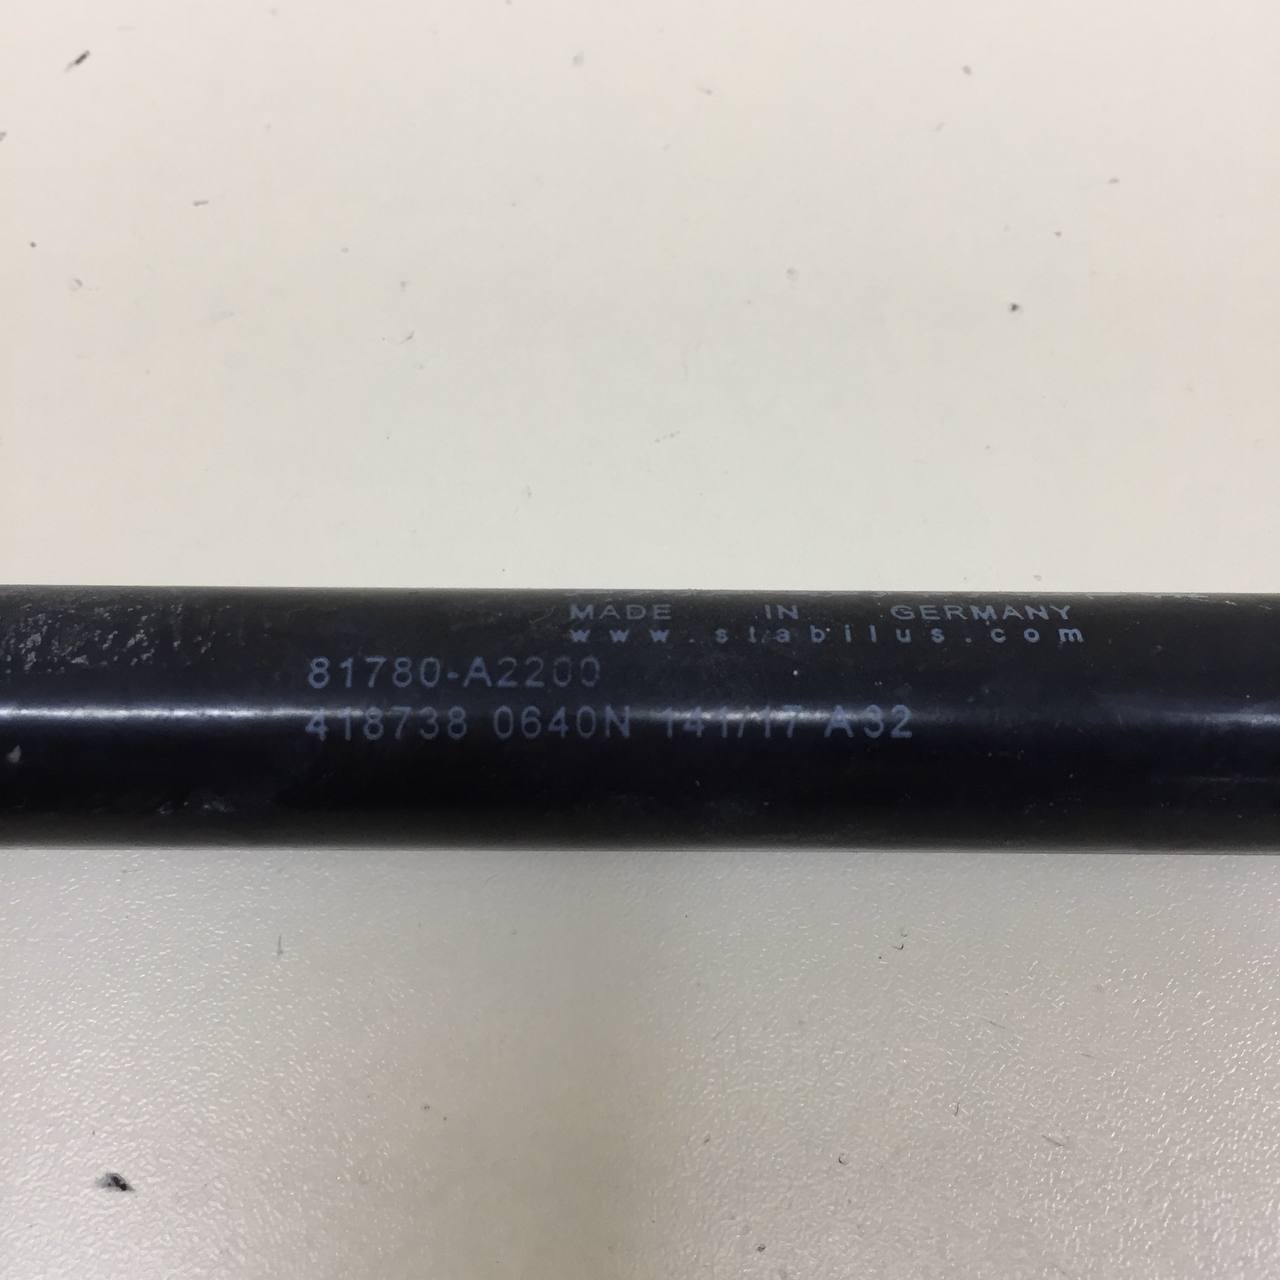 MADE IN GERMANY
www.stabilus.com
81780-A2200
418738 0640N 141/17 A32